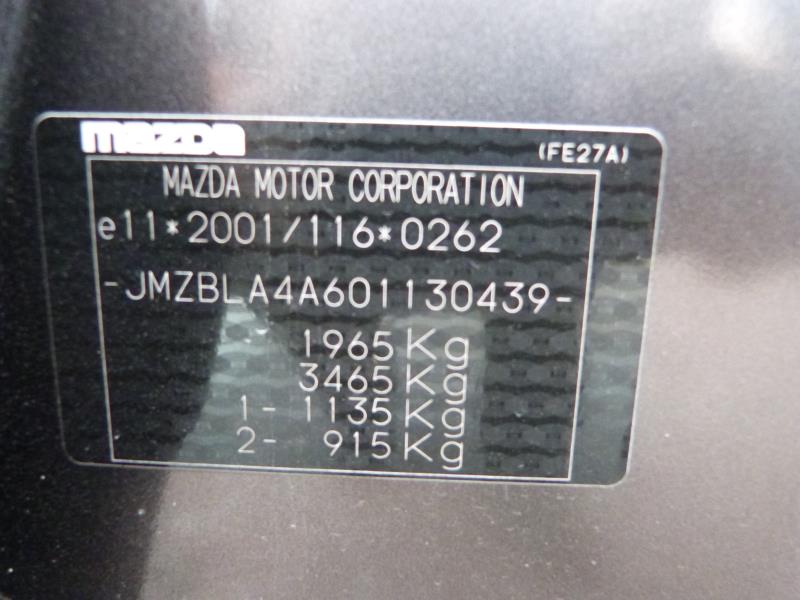 mazda
(FE27A)
MAZDA MOTOR CORPORATION
e11*2001/116*0262
-JMZBLA4A601130439-
1965Kg
3465Kg
1- 1135Kg
2- 915Kg